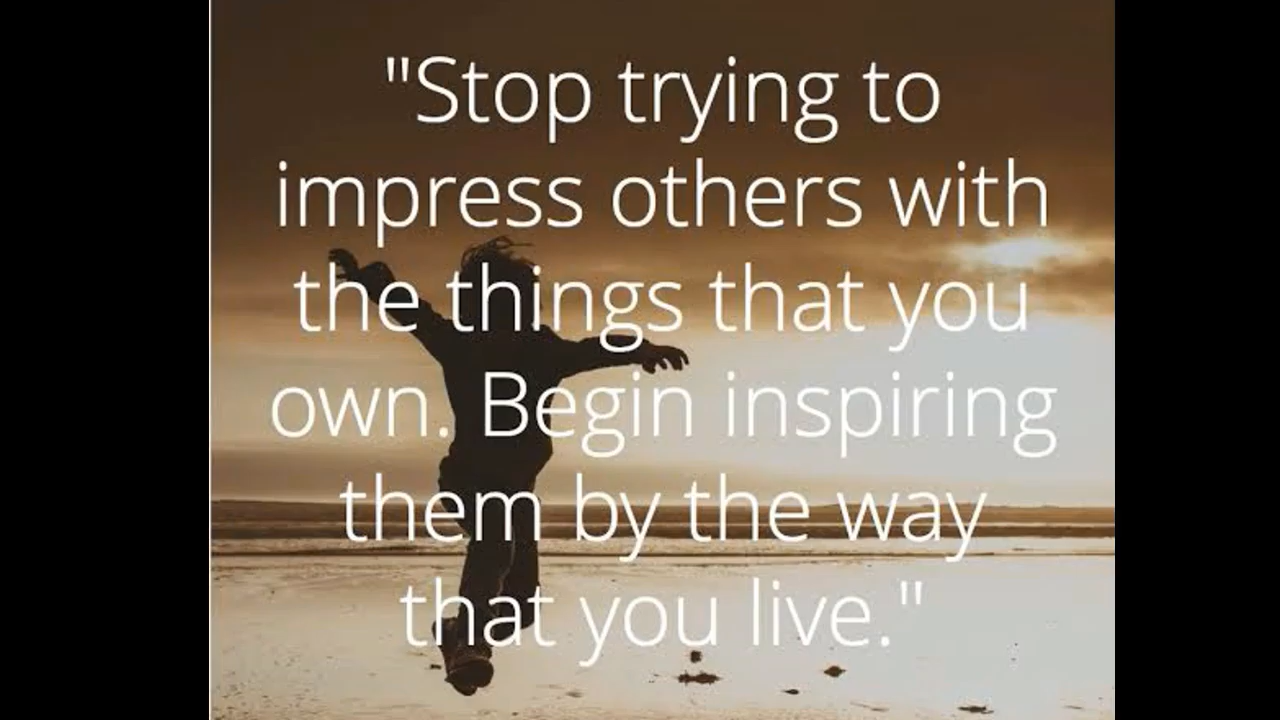 "Stop trying to
impress others with
the things that you
own. Begin inspiring
them by the way
that you live."